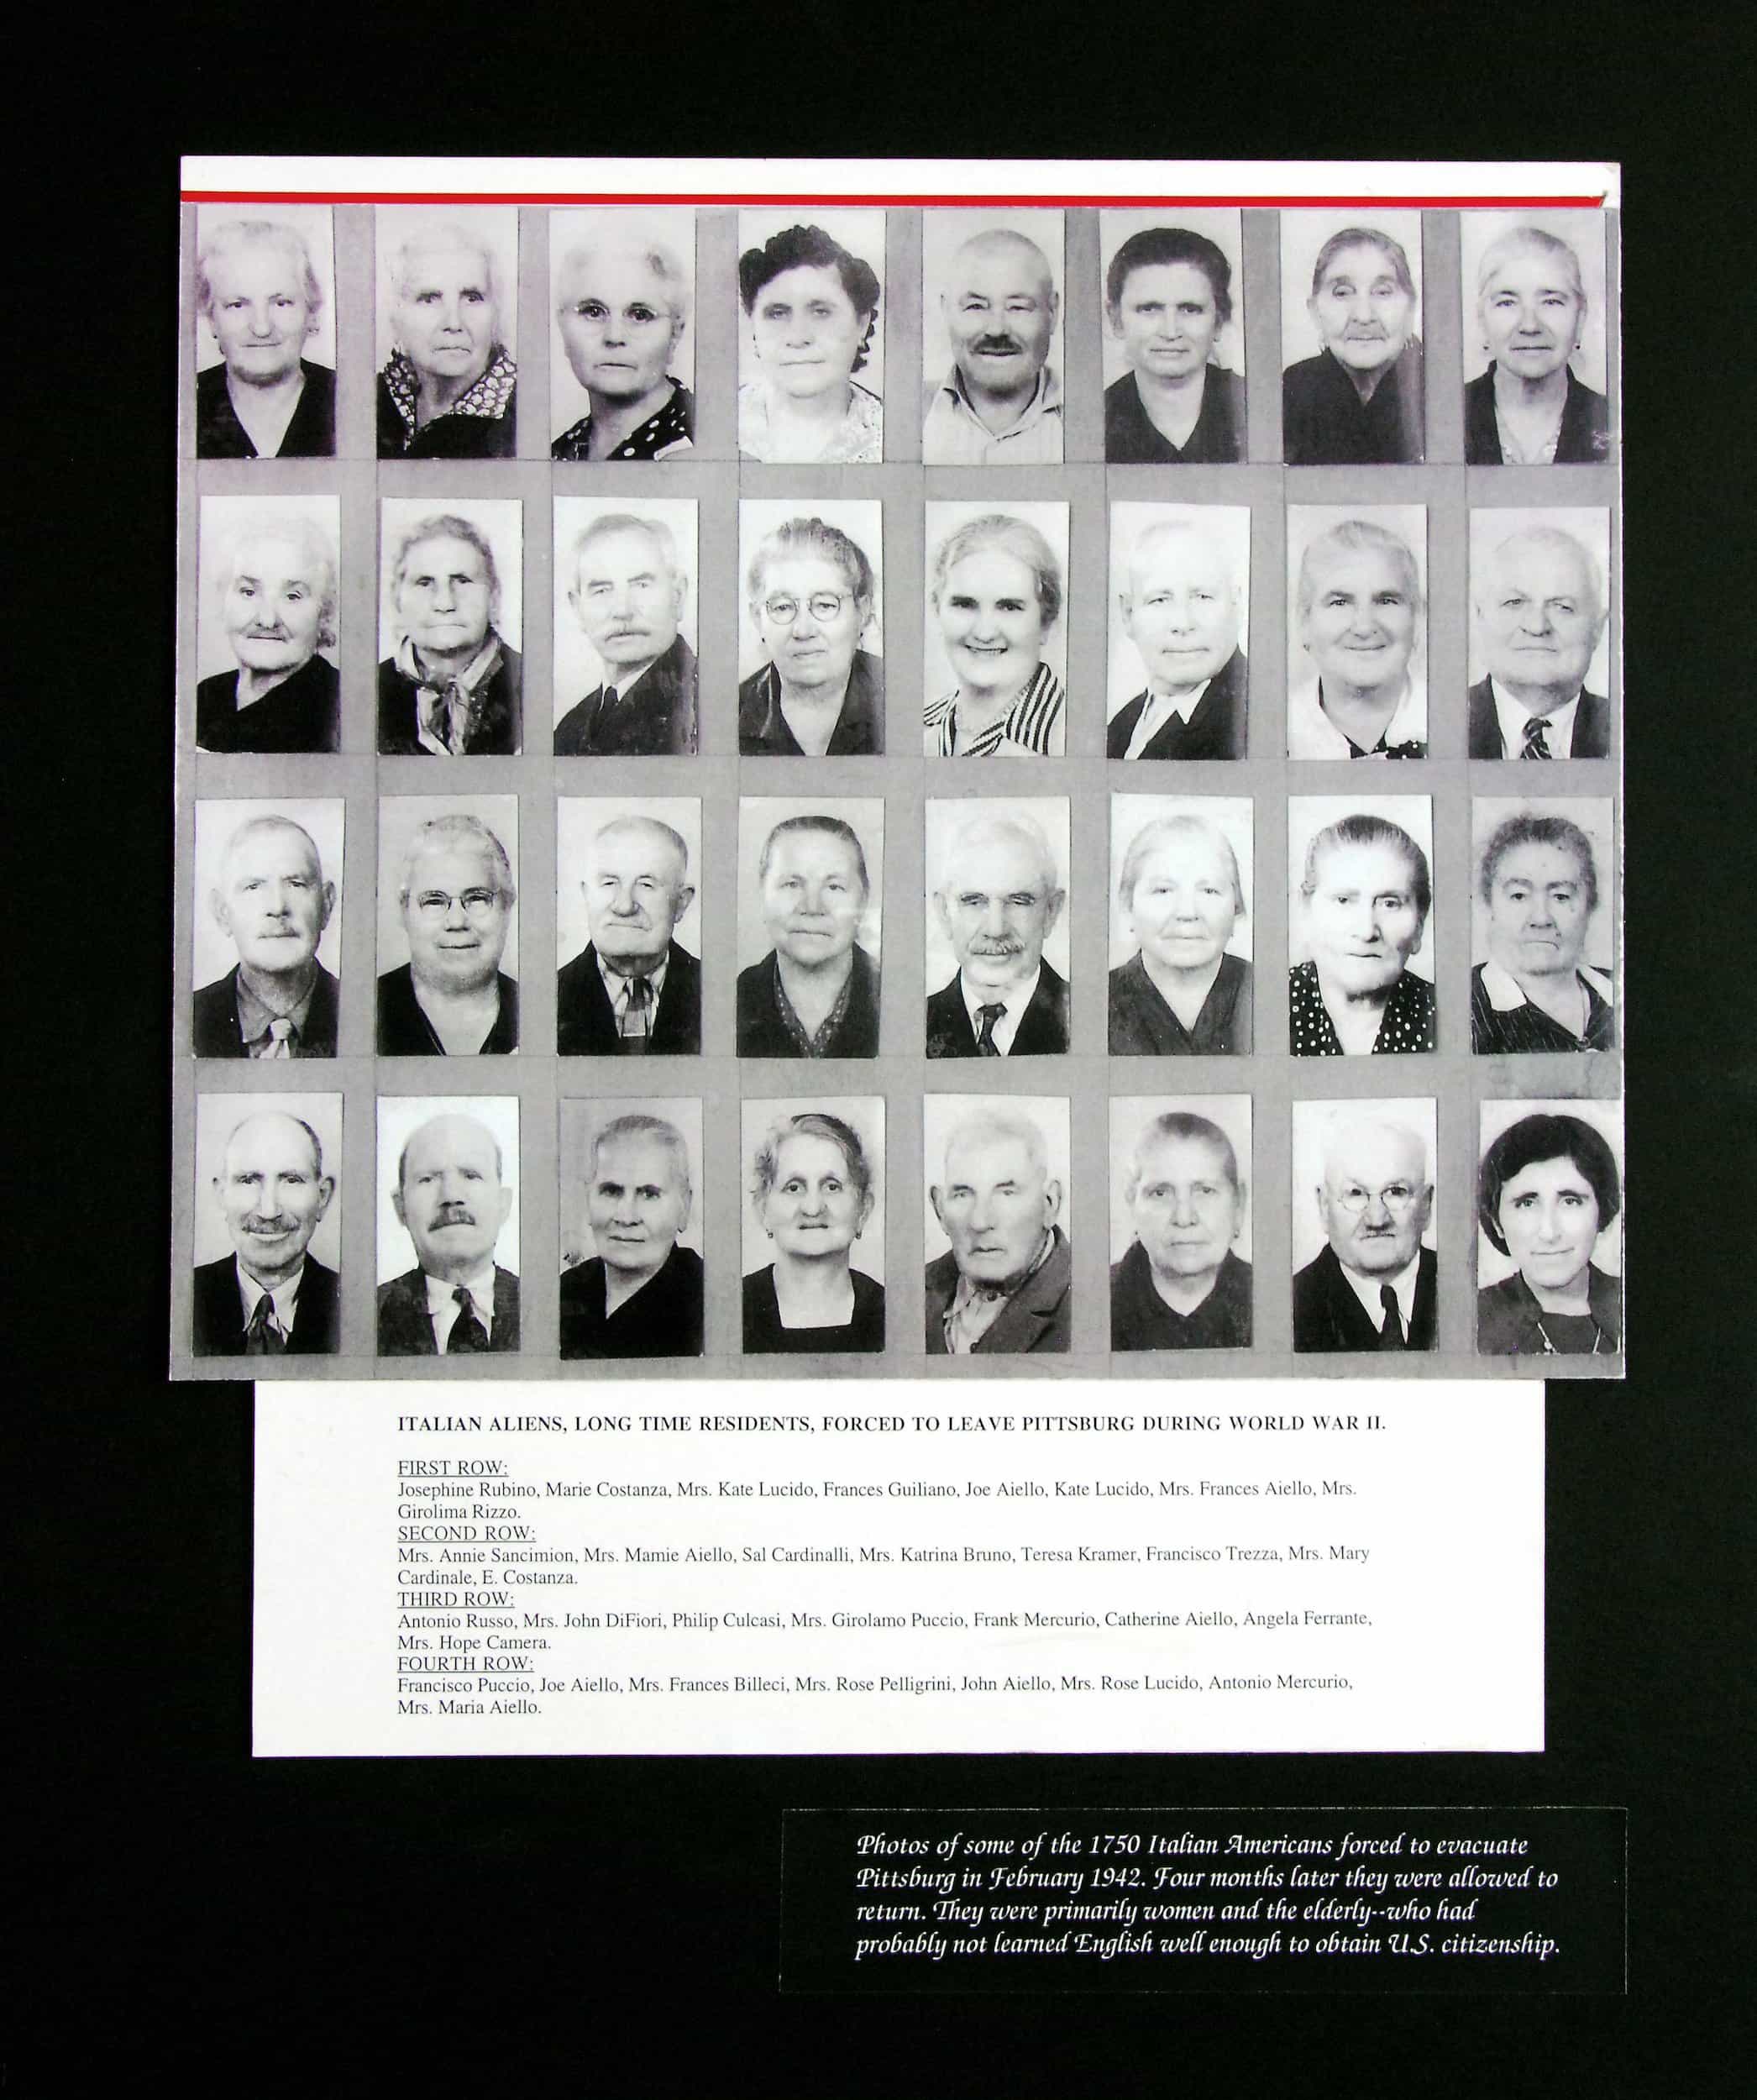 ITALIAN ALIENS, LONG TIME RESIDENTS, FORCED TO LEAVE PITTSBURG DURING WORLD WAR II.
FIRST ROW:
Josephine Rubino, Marie Costanza, Mrs. Kate Lucido, Frances Guiliano, Joe Aiello, Kate Lucido, Mrs. Frances Aiello, Mrs.
Girolima Rizzo.
SECOND ROW:
Mrs. Annie Sancimion, Mrs. Mamie Aiello, Sal Cardinalli, Mrs. Katrina Bruno, Teresa Kramer, Francisco Trezza, Mrs. Mary
Cardinale, E. Costanza.
THIRD ROW:
Antonio Russo, Mrs. John DiFiori, Philip Culcasi, Mrs. Girolamo Puccio, Frank Mercurio, Catherine Aiello, Angela Ferrante,
Mrs. Hope Camera.
FOURTH ROW:
Francisco Puccio, Joe Aiello, Mrs. Frances Billeci, Mrs. Rose Pelligrini, John Aiello, Mrs. Rose Lucido, Antonio Mercurio,
Mrs. Maria Aiello.
Photos of some of the 1750 Italian Americans forced to evacuate
Pittsburg in February 1942. Four months later they were allowed to
return. They were primarily women and the elderly--who had
probably not learned English well enough to obtain U.S. citizenship.